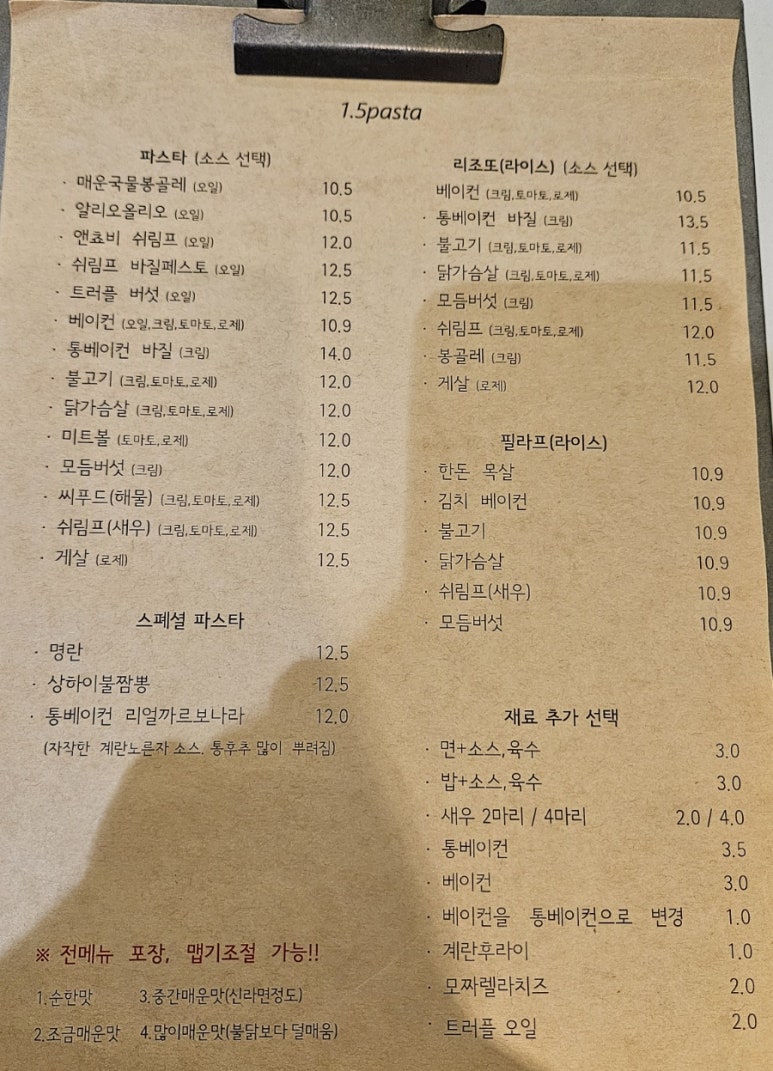 1.5pasta
파스타 (소스 선택)
· 매운국물봉골레 (오일) 10.5
· 알리오올리오 (오일) 10.5
· 앤쵸비 쉬림프 (오일) 12.0
· 쉬림프 바질페스토 (오일) 12.5
· 트러플 버섯 (오일) 12.5
· 베이컨 (오일,크림,토마토,로제) 10.9
· 통베이컨 바질 (크림) 14.0
· 불고기 (크림,토마토,로제) 12.0
· 닭가슴살 (크림,토마토,로제) 12.0
· 미트볼 (토마토,로제) 12.0
· 모듬버섯 (크림) 12.0
· 씨푸드(해물) (크림,토마토,로제) 12.5
· 쉬림프(새우) (크림,토마토,로제) 12.5
· 게살 (로제) 12.5
스폐셜 파스타
· 명란 12.5
· 상하이불짬뽕 12.5
· 통베이컨 리얼까르보나라 12.0
(자작한 계란노른자 소스. 통후추 많이 뿌러짐)
※ 전메뉴 포장, 맵기조절 가능!!
1.순한맛 3.중간매운맛(신라면정도)
2.조금매운맛 4.많이매운맛(불닭보다 덜매움)
리조또(라이스) (소스 선택)
베이컨 (크림,토마토,로제) 10.5
· 통베이컨 바질 (크림) 13.5
· 불고기 (크림,토마토,로제) 11.5
· 닭가슴살 (크림,토마토,로제) 11.5
· 모듬버섯 (크림) 11.5
· 쉬림프 (크림,토마토,로제) 12.0
· 봉골레 (크림) 11.5
· 게살 (로제) 12.0
필라프(라이스)
· 한돈 목살 10.9
· 김치 베이컨 10.9
· 불고기 10.9
· 닭가슴살 10.9
· 쉬림프(새우) 10.9
· 모듬버섯 10.9
재료 추가 선택
· 면+소스,육수 3.0
· 밥+소스,육수 3.0
· 새우 2마리 / 4마리 2.0 / 4.0
· 통베이컨 3.5
· 베이컨 3.0
· 베이컨을 통베이컨으로 변경 1.0
· 계란후라이 1.0
· 모짜렐라치즈 2.0
· 트러플 오일 2.0